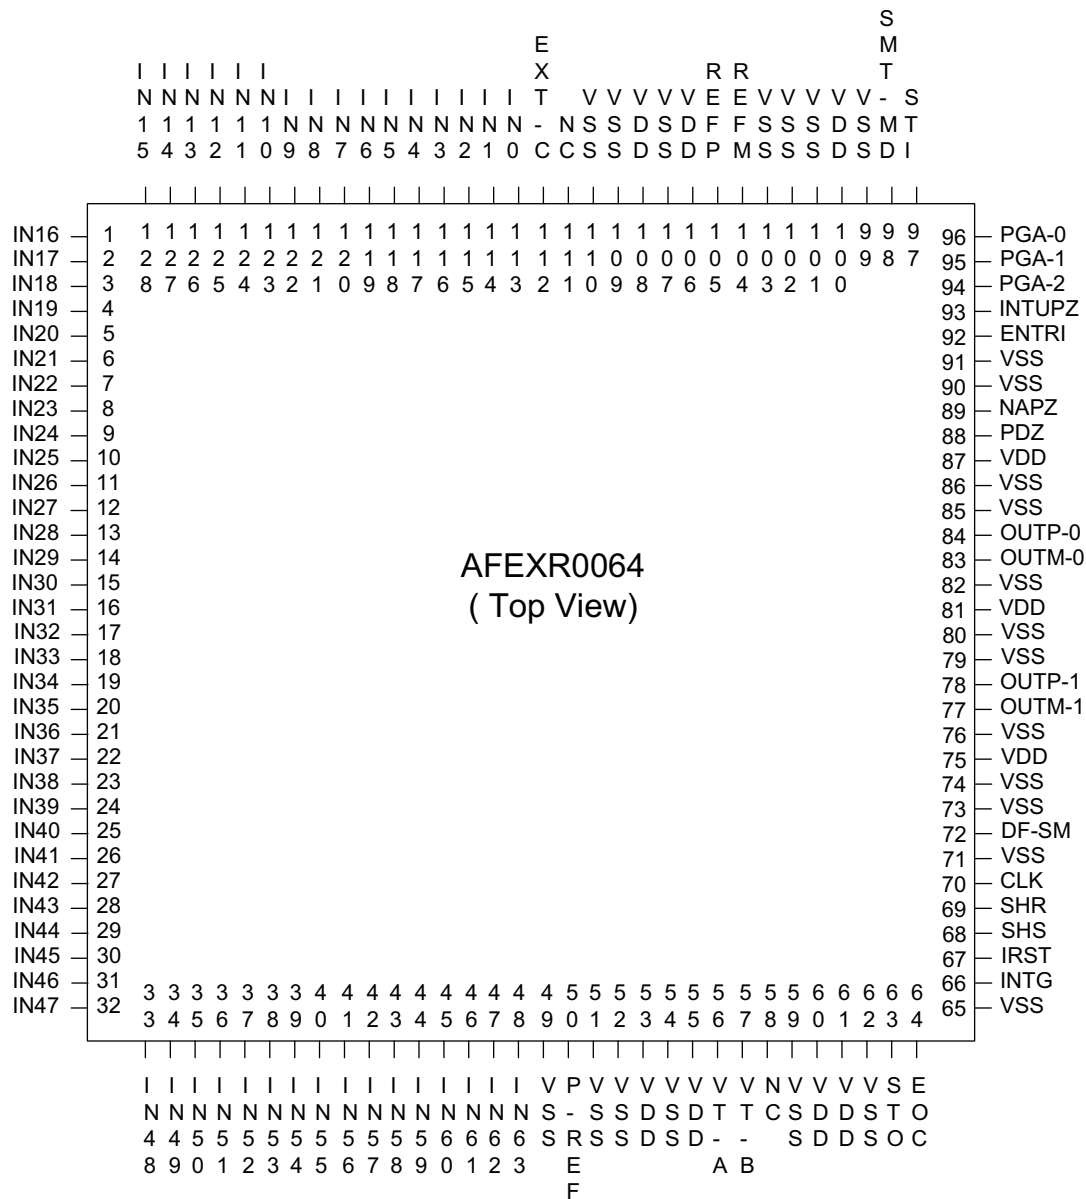 IN15
IN14
IN13
IN12
IN11
IN10
IN9
IN8
IN7
IN6
IN5
IN4
IN3
IN2
IN1
IN0
EXT-C
NC
VSS
VSS
VDD
VSS
VDD
REFP
REFM
VSS
VSS
VSS
VDD
VSS
SMT-MD
STI
128
127
126
125
124
123
122
121
120
119
118
117
116
115
114
113
112
111
110
109
108
107
106
105
104
103
102
101
100
99
98
97
IN16 1
IN17 2
IN18 3
IN19 4
IN20 5
IN21 6
IN22 7
IN23 8
IN24 9
IN25 10
IN26 11
IN27 12
IN28 13
IN29 14
IN30 15
IN31 16
IN32 17
IN33 18
IN34 19
IN35 20
IN36 21
IN37 22
IN38 23
IN39 24
IN40 25
IN41 26
IN42 27
IN43 28
IN44 29
IN45 30
IN46 31
IN47 32
AFEXR0064
( Top View)
96 PGA-0
95 PGA-1
94 PGA-2
93 INTUPZ
92 ENTRI
91 VSS
90 VSS
89 NAPZ
88 PDZ
87 VDD
86 VSS
85 VSS
84 OUTP-0
83 OUTM-0
82 VSS
81 VDD
80 VSS
79 VSS
78 OUTP-1
77 OUTM-1
76 VSS
75 VDD
74 VSS
73 VSS
72 DF-SM
71 VSS
70 CLK
69 SHR
68 SHS
67 IRST
66 INTG
65 VSS
33
34
35
36
37
38
39
40
41
42
43
44
45
46
47
48
49
50
51
52
53
54
55
56
57
58
59
60
61
62
63
64
IN48
IN49
IN50
IN51
IN52
IN53
IN54
IN55
IN56
IN57
IN58
IN59
IN60
IN61
IN62
IN63
VSS
P-REF
VSS
VSS
VDD
VSS
VDD
VT-A
VT-B
NC
VSS
VDD
VDD
VSS
STO
EOC